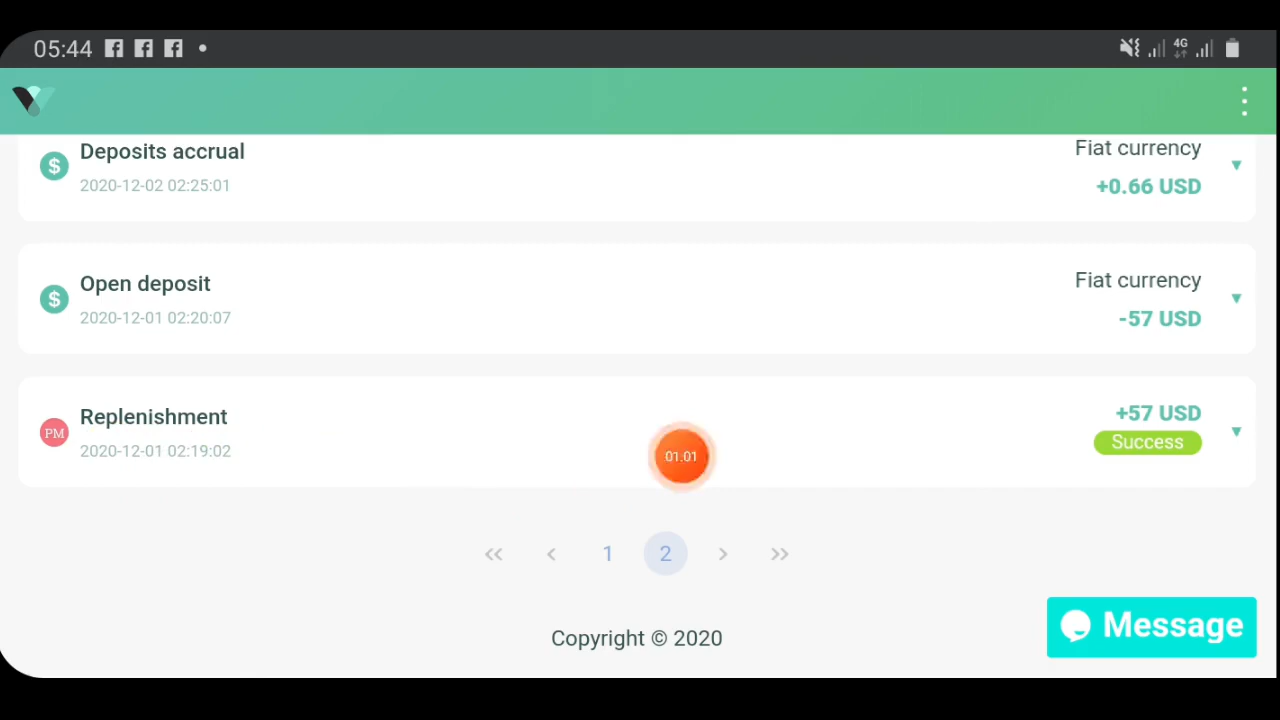 05:44
4G
Deposits accrual
2020-12-02 02:25:01
Fiat currency
+0.66 USD
$
Open deposit
2020-12-01 02:20:07
Fiat currency
-57 USD
$
Replenishment
2020-12-01 02:19:02
PM
+57 USD
Success
01:01
<< < 1 2 > >>
Copyright © 2020
Message